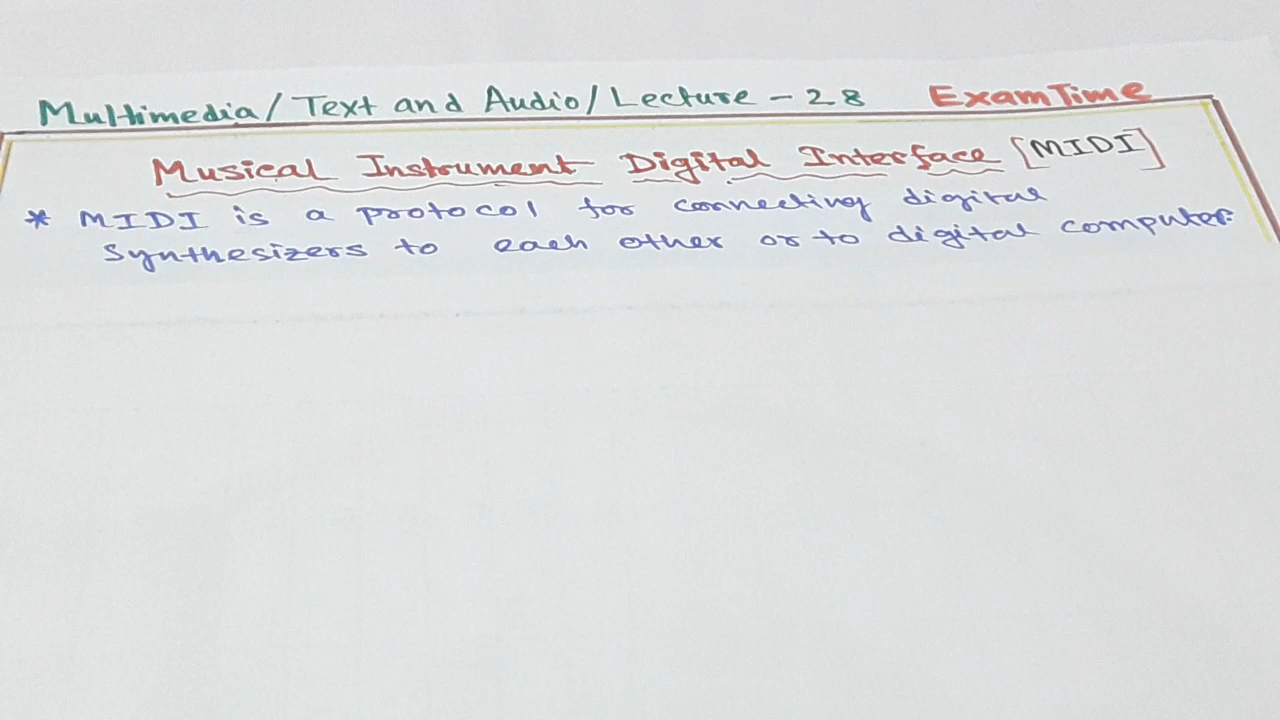 Multimedia/Text and Audio/Lecture-28 ExamTime
Musical Instrument Digital Interface [MIDI]
* MIDI is a protocol for connecting digital
synthesizers to each other or to digital computer.